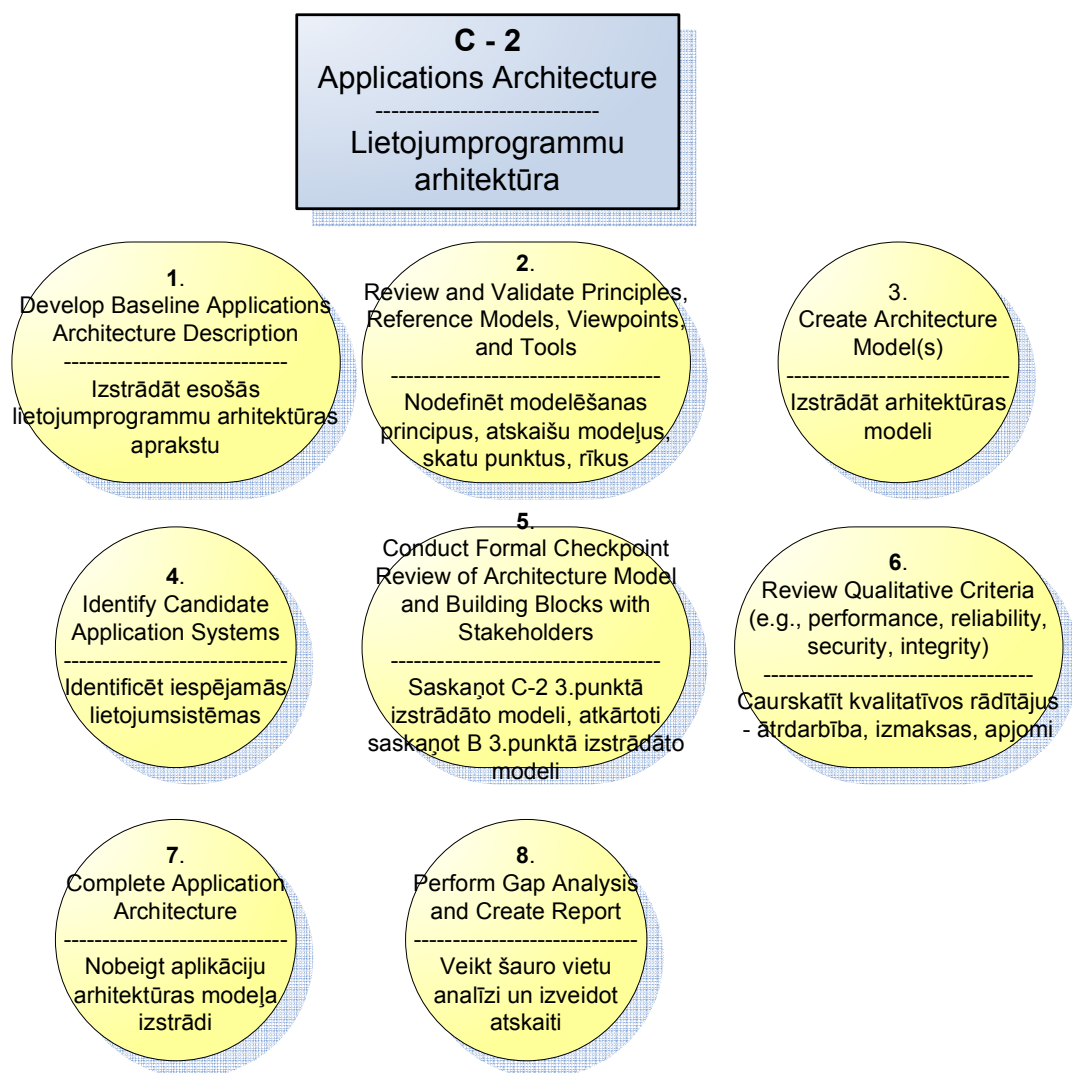 C - 2
Applications Architecture
-----------------------------
Lietojumprogrammu
arhitektūra
1.
Develop Baseline Applications
Architecture Description
-----------------------------
Izstrādāt esošās
lietojumprogrammu arhitektūras
aprakstu
2.
Review and Validate Principles,
Reference Models, Viewpoints,
and Tools
-----------------------------------
Nodefinēt modelēšanas
principus, atskaišu modeļus,
skatu punktus, rīkus
3.
Create Architecture
Model(s)
-----------------------------
Izstrādāt arhitektūras
modeli
4.
Identify Candidate
Application Systems
-----------------------------
Identificēt iespējamās
lietojumsistēmas
5.
Conduct Formal Checkpoint
Review of Architecture Model
and Building Blocks with
Stakeholders
-----------------------------------
Saskaņot C-2 3.punktā
izstrādāto modeli, atkārtoti
saskaņot B 3.punktā izstrādāto
modeli
6.
Review Qualitative Criteria
(e.g., performance, reliability,
security, integrity)
-----------------------------------
Caurskatīt kvalitatīvos rādītājus
- ātrdarbība, izmaksas, apjomi
7.
Complete Application
Architecture
-----------------------------
Nobeigt aplikāciju
arhitektūras modeļa
izstrādi
8.
Perform Gap Analysis
and Create Report
-----------------------------
Veikt šauro vietu
analīzi un izveidot
atskaiti